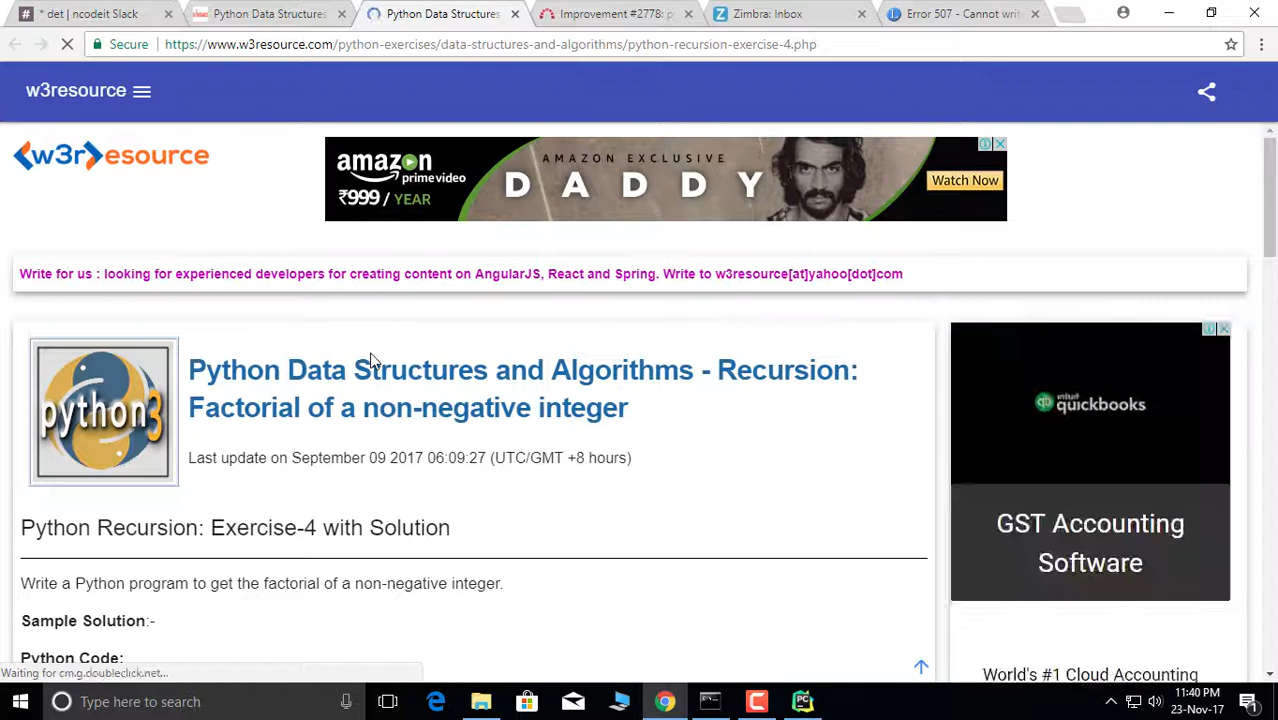 * det | ncodeit Slack
Python Data Structures
Python Data Structures
Improvement #2778: p
Zimbra: Inbox
Error 507 - Cannot writ
Secure
https://www.w3resource.com/python-exercises/data-structures-and-algorithms/python-recursion-exercise-4.php
w3resource
w3resource
amazon
prime video
₹999 / YEAR
AMAZON EXCLUSIVE
DADDY
Watch Now
Write for us : looking for experienced developers for creating content on AngularJS, React and Spring. Write to w3resource[at]yahoo[dot]com
python3
Python Data Structures and Algorithms - Recursion:
Factorial of a non-negative integer
Last update on September 09 2017 06:09:27 (UTC/GMT +8 hours)
Python Recursion: Exercise-4 with Solution
Write a Python program to get the factorial of a non-negative integer.
Sample Solution:-
Python Code:
intuit
quickbooks
GST Accounting
Software
World's #1 Cloud Accounting
Waiting for cm.g.doubleclick.net...
Type here to search
PC
11:40 PM
23-Nov-17
1